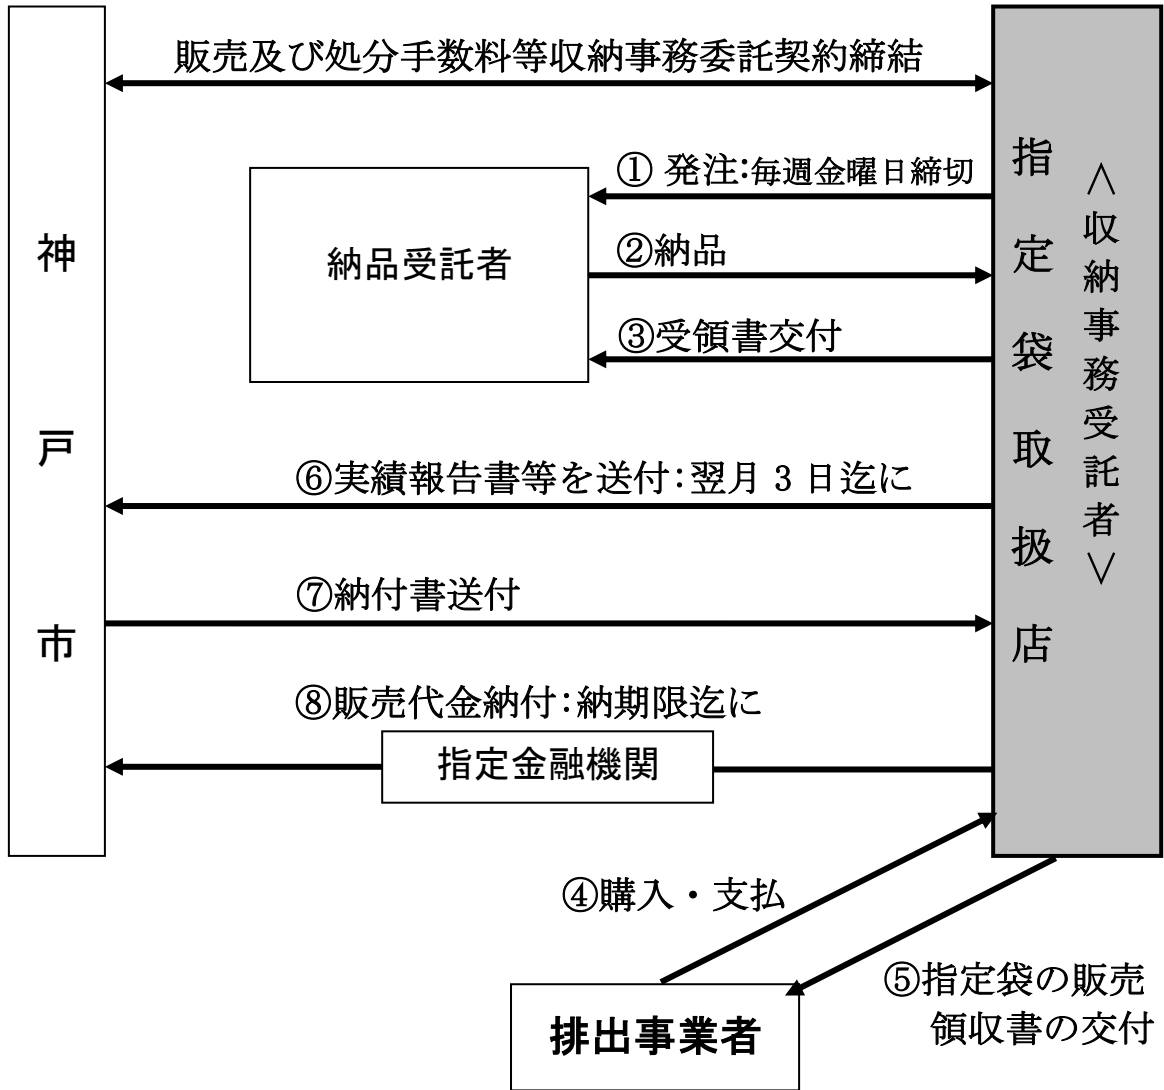 販売及び処分手数料等収納事務委託契約締結
神戸市
指定袋取扱店
＜収納事務受託者＞
① 発注：毎週金曜日締切
納品受託者
②納品
③受領書交付
⑥実績報告書等を送付：翌月 3 日迄に
⑦納付書送付
⑧販売代金納付：納期限迄に
指定金融機関
④購入・支払
⑤指定袋の販売
領収書の交付
排出事業者